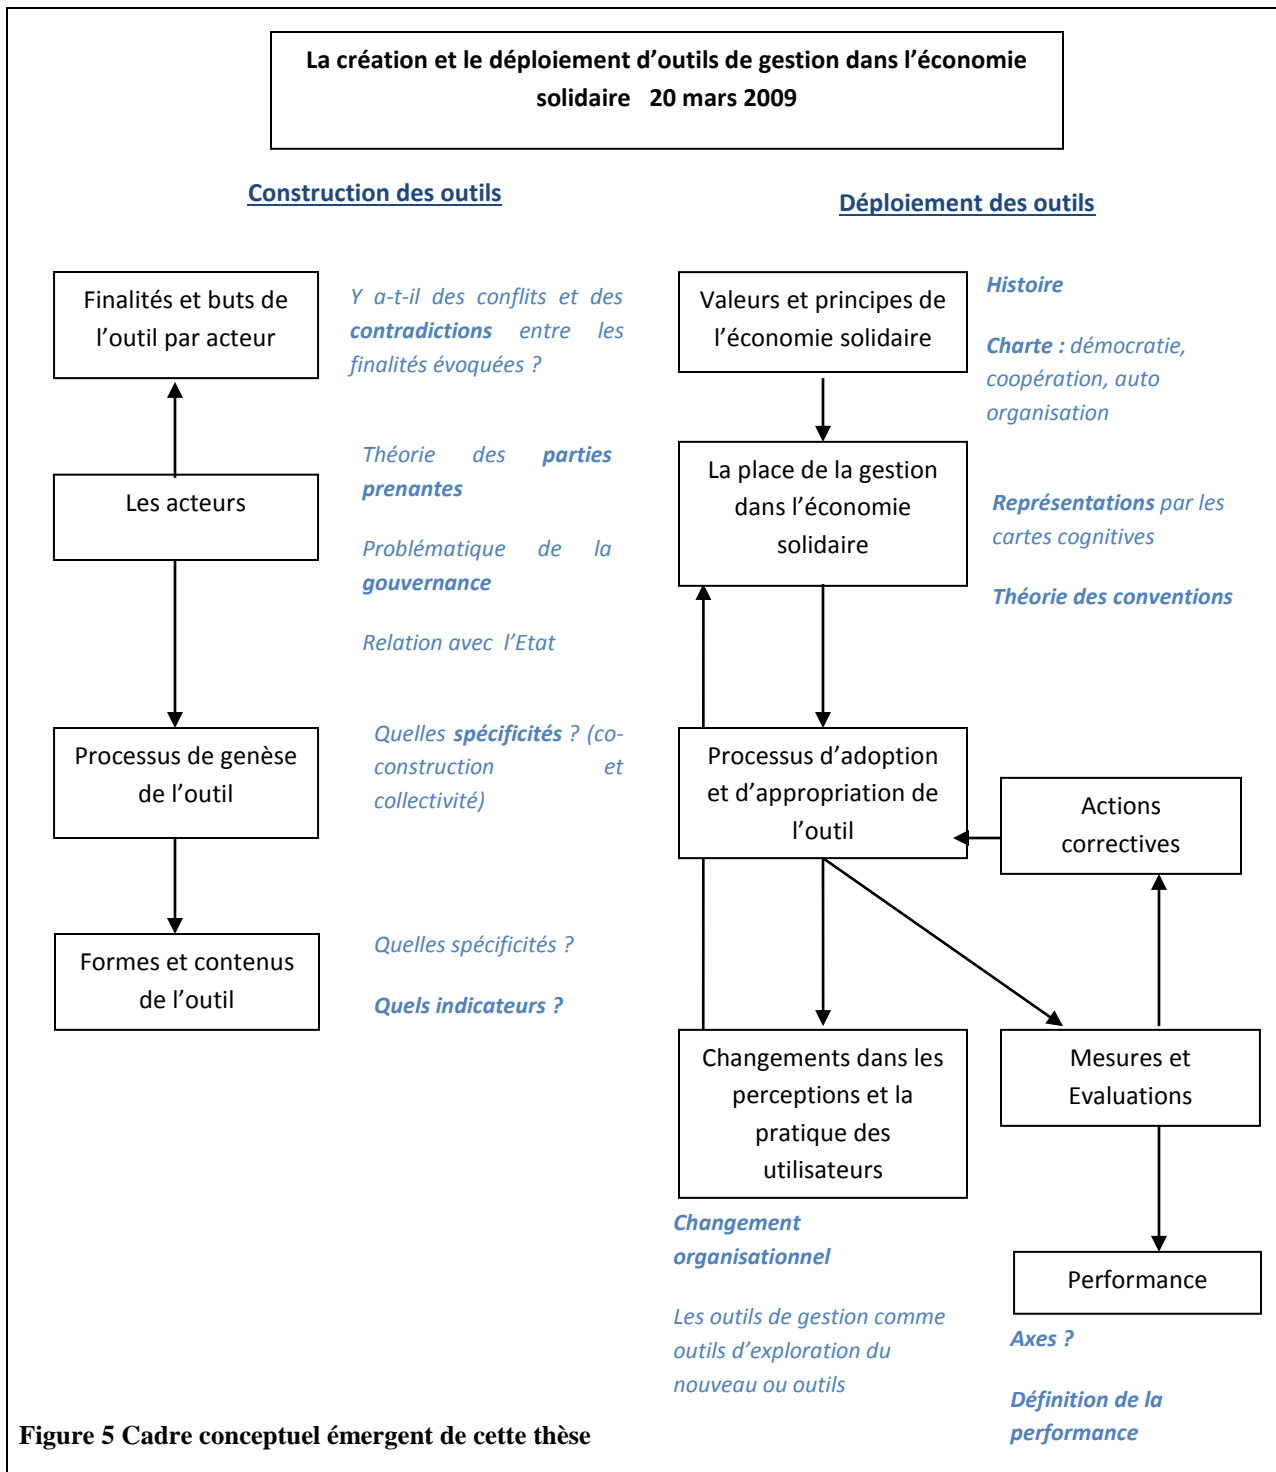 La création et le déploiement d’outils de gestion dans l’économie
solidaire 20 mars 2009
Construction des outils
Finalités et buts de
l’outil par acteur
Y a-t-il des conflits et des
contradictions entre les
finalités évoquées ?
Les acteurs
Théorie des parties
prenantes
Problématique de la
gouvernance
Relation avec l’Etat
Processus de genèse
de l’outil
Quelles spécificités ? (co-
construction et
collectivité)
Formes et contenus
de l’outil
Quelles spécificités ?
Quels indicateurs ?
Déploiement des outils
Valeurs et principes de
l’économie solidaire
Histoire
Charte : démocratie,
coopération, auto
organisation
La place de la gestion
dans l’économie
solidaire
Représentations par les
cartes cognitives
Théorie des conventions
Processus d’adoption
et d’appropriation de
l’outil
Actions
correctives
Changements dans les
perceptions et la
pratique des
utilisateurs
Mesures et
Evaluations
Changement
organisationnel
Les outils de gestion comme
outils d’exploration du
nouveau ou outils
Performance
Axes ?
Définition de la
performance
Figure 5 Cadre conceptuel émergent de cette thèse